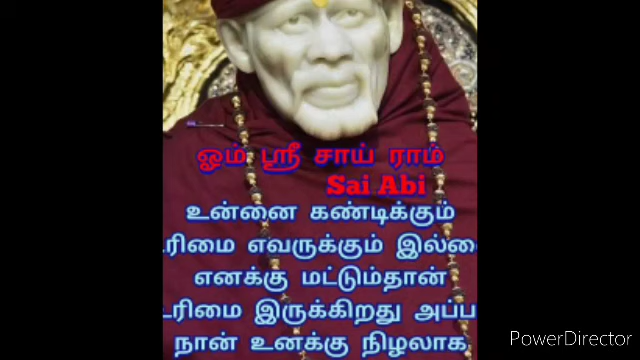 ஓம் ஸ்ரீ சாய் ராம்
Sai Abi
உன்னை கண்டிக்கும்
எவருக்கும்
எனக்கு மட்டும்தான்
இருக்கிறது
நான் உனக்கு நிழலாக
PowerDirector